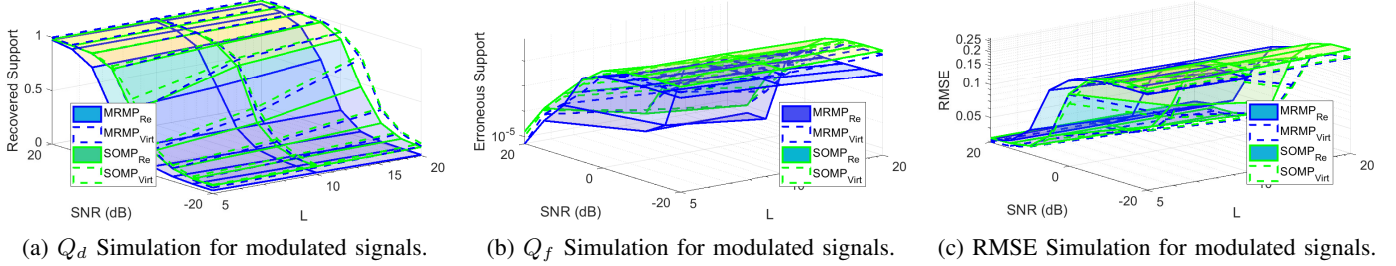 Recovered Support
1
0.5
0
20
SNR (dB)
-20
5
10
15
20
L
MRMP_Re
MRMP_Virt
SOMP_Re
SOMP_Virt
(a) Q_d Simulation for modulated signals.
Erroneous Support
10^-5
20
0
SNR (dB)
-20
5
20
L
MRMP_Re
MRMP_Virt
SOMP_Re
SOMP_Virt
(b) Q_f Simulation for modulated signals.
RMSE
0.25
0.2
0.15
0.1
0.05
20
0
SNR (dB)
-20
5
20
L
MRMP_Re
MRMP_Virt
SOMP_Re
SOMP_Virt
(c) RMSE Simulation for modulated signals.